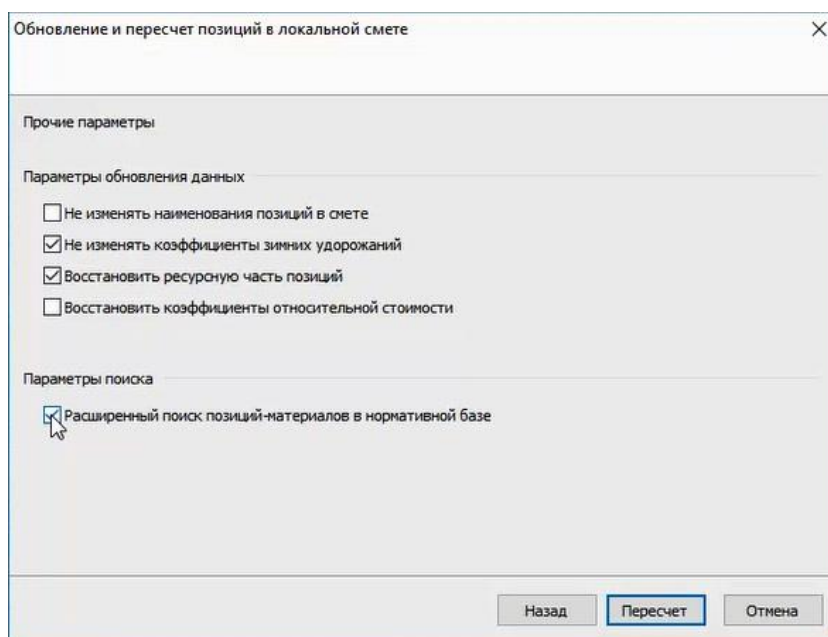 Обновление и пересчет позиций в локальной смете
Прочие параметры
Параметры обновления данных
Не изменять наименования позиций в смете
Не изменять коэффициенты зимних удорожаний
Восстановить ресурсную часть позиций
Восстановить коэффициенты относительной стоимости
Параметры поиска
Расширенный поиск позиций-материалов в нормативной базе
Назад Пересчет Отмена